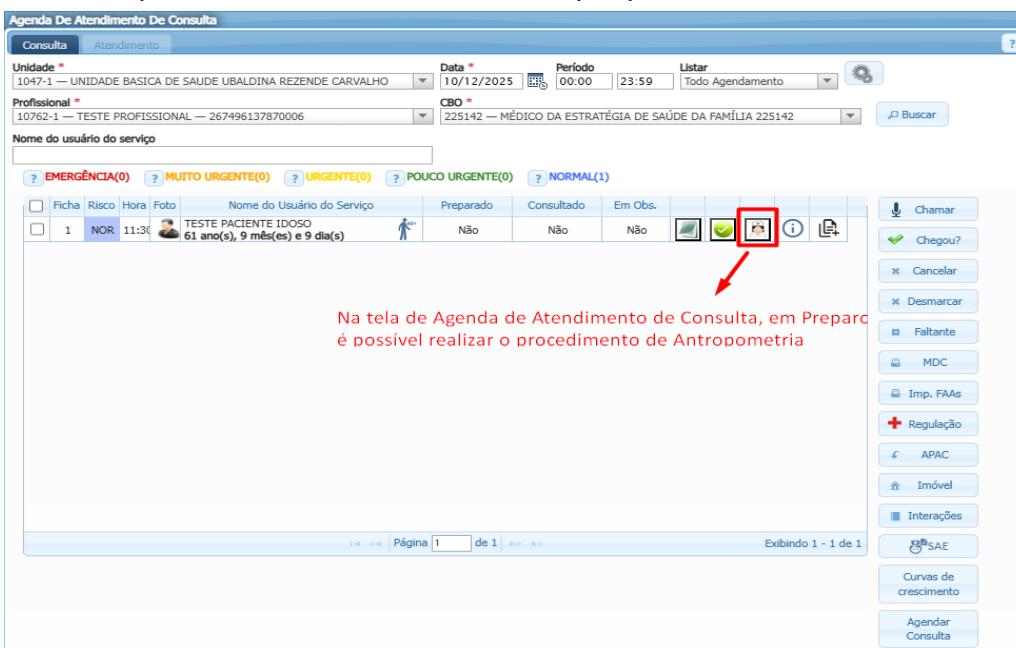 Agenda De Atendimento De Consulta
Consulta Atendimento ?
Unidade * Data * Período Listar
1047-1 — UNIDADE BASICA DE SAUDE UBALDINA REZENDE CARVALHO 10/12/2025 00:00 23:59 Todo Agendamento
Profissional * CBO *
10762-1 — TESTE PROFISSIONAL — 267496137870006 225142 — MÉDICO DA ESTRATÉGIA DE SAÚDE DA FAMÍLIA 225142 Buscar
Nome do usuário do serviço
? EMERGÊNCIA(0) ? MUITO URGENTE(0) ? URGENTE(0) ? POUCO URGENTE(0) ? NORMAL(1)
Ficha Risco Hora Foto Nome do Usuário do Serviço Preparado Consultado Em Obs.
1 NOR 11:30 TESTE PACIENTE IDOSO Não Não Não
61 ano(s), 9 mês(es) e 9 dia(s)
Na tela de Agenda de Atendimento de Consulta, em Preparo
é possível realizar o procedimento de Antropometria
Chamar
Chegou?
Cancelar
Desmarcar
Faltante
MDC
Imp. FAAs
Regulação
APAC
Imóvel
Interações
SAE
Curvas de
crescimento
Agendar
Consulta
Página 1 de 1 Exibindo 1 - 1 de 1